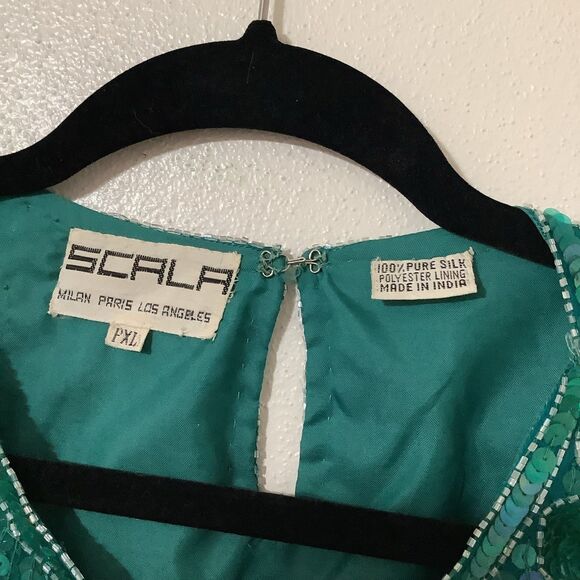 SCALA
MILAN PARIS LOS ANGELES
PXL
100% PURE SILK
POLYESTER LINING
MADE IN INDIA